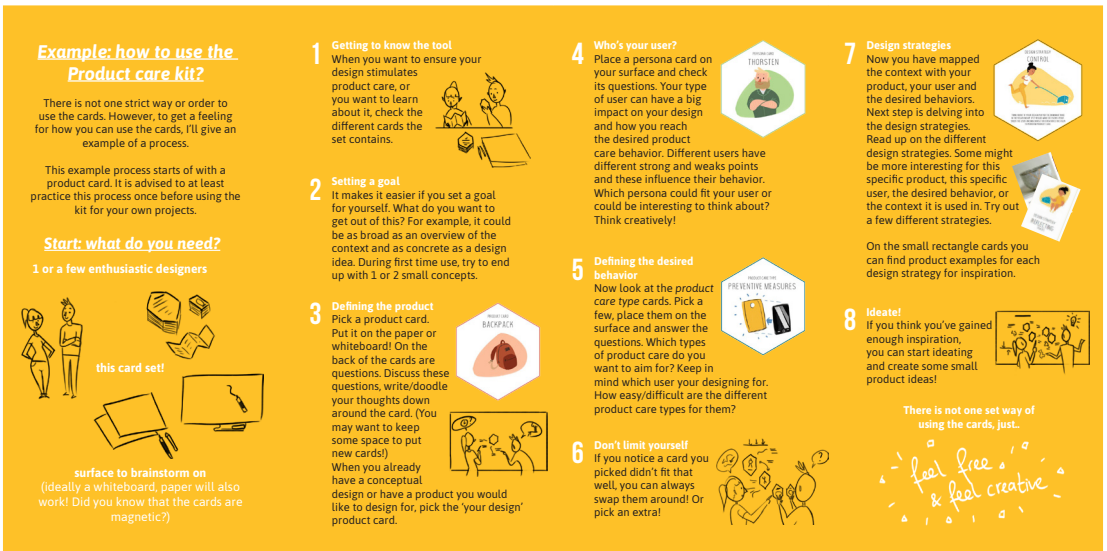 Example: how to use the
Product care kit?
There is not one strict way or order to
use the cards. However, to get a feeling
for how you can use the cards, I'll give an
example of a process.
This example process starts of with a
product card. It is advised to at least
practice this process once before using the
kit for your own projects.
Start: what do you need?
1 or a few enthusiastic designers
this card set!
surface to brainstorm on
(ideally a whiteboard, paper will also
work! Did you know that the cards are
magnetic?)
1
Getting to know the tool
When you want to ensure your
design stimulates
product care, or
you want to learn
about it, check the
different cards the
set contains.
2
Setting a goal
It makes it easier if you set a goal
for yourself. What do you want to
get out of this? For example, it could
be as broad as an overview of the
context and as concrete as a design
idea. During first time use, try to end
up with 1 or 2 small concepts.
3
Defining the product
Pick a product card.
Put it on the paper or
whiteboard! On the
back of the cards are
questions. Discuss these
questions, write/doodle
your thoughts down
around the card. (You
may want to keep
some space to put
new cards!)
When you already
have a conceptual
design or have a product you would
like to design for, pick the 'your design'
product card.
PRODUCT CARD
BACKPACK
4
Who's your user?
Place a persona card on
your surface and check
its questions. Your type
of user can have a big
impact on your design
and how you reach
the desired product
care behavior. Different users have
different strong and weaks points
and these influence their behavior.
Which persona could fit your user or
could be interesting to think about?
Think creatively!
PERSONA CARD
THORSTEN
5
Defining the desired
behavior
Now look at the product
care type cards. Pick a
few, place them on the
surface and answer the
questions. Which types
of product care do you
want to aim for? Keep in
mind which user your designing for.
How easy/difficult are the different
product care types for them?
PRODUCT CARE TYPE
PREVENTIVE MEASURES
6
Don't limit yourself
If you notice a card you
picked didn't fit that
well, you can always
swap them around! Or
pick an extra!
7
Design strategies
Now you have mapped
the context with your
product, your user and
the desired behaviors.
Next step is delving into
the design strategies.
Read up on the different
design strategies. Some might
be more interesting for this
specific product, this specific
user, the desired behavior, or
the context it is used in. Try out
a few different strategies.
On the small rectangle cards you
can find product examples for each
design strategy for inspiration.
DESIGN STRATEGY
CONTROL
REFLECTING
8
Ideate!
If you think you've gained
enough inspiration,
you can start ideating
and create some small
product ideas!
There is not one set way of
using the cards, just..
feel free
& feel creative